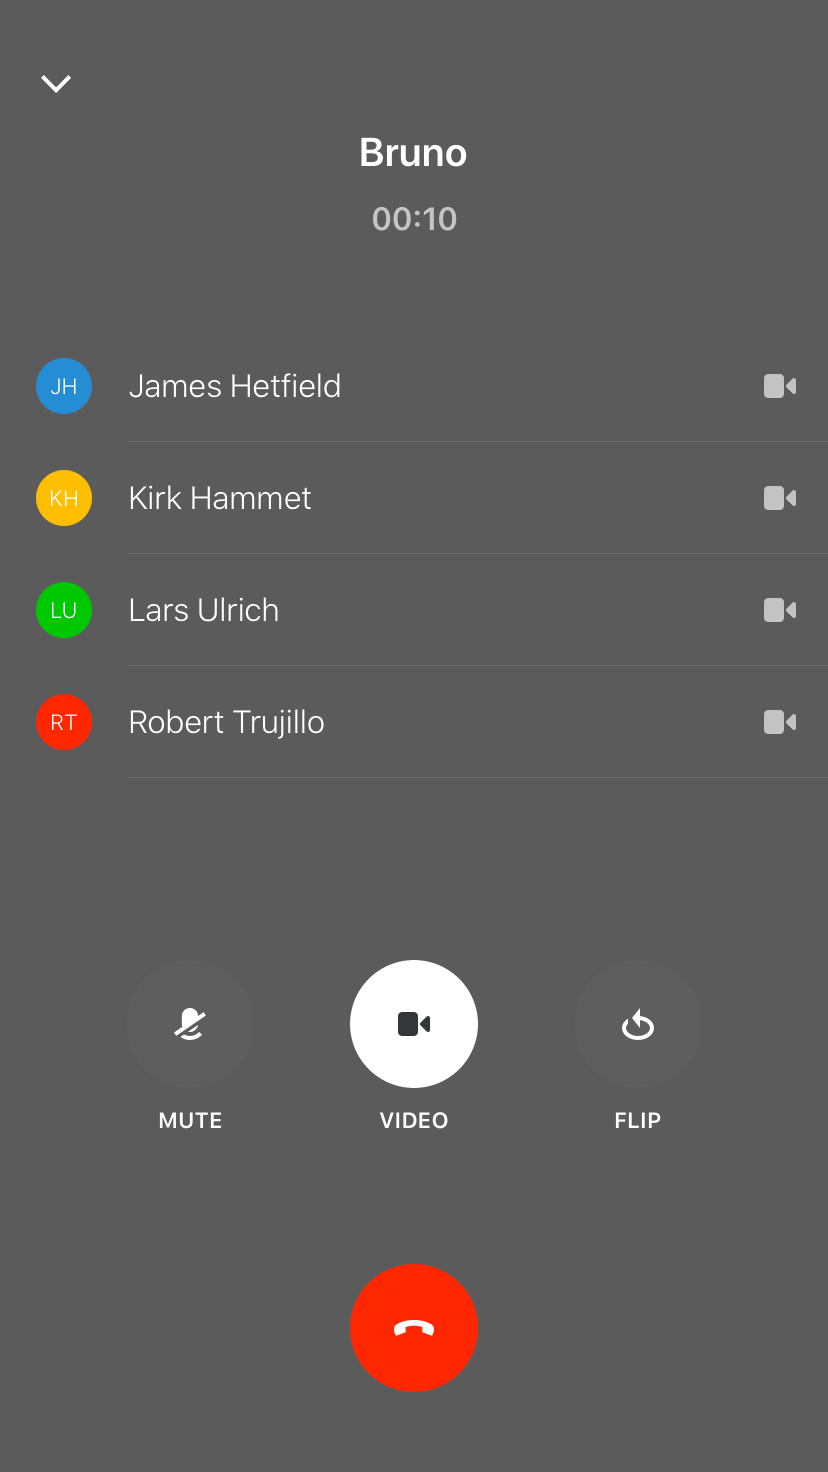 Bruno
00:10
JH James Hetfield
KH Kirk Hammet
LU Lars Ulrich
RT Robert Trujillo
MUTE VIDEO FLIP